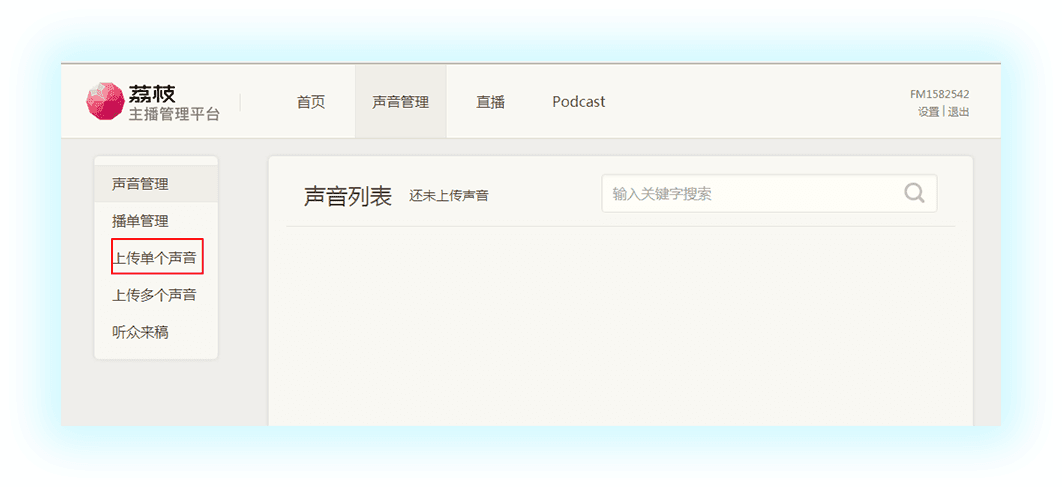 荔枝
主播管理平台
首页 声音管理 直播 Podcast
FM1582542
设置 | 退出
声音管理
播单管理
上传单个声音
上传多个声音
听众来稿
声音列表 还未上传声音
输入关键字搜索